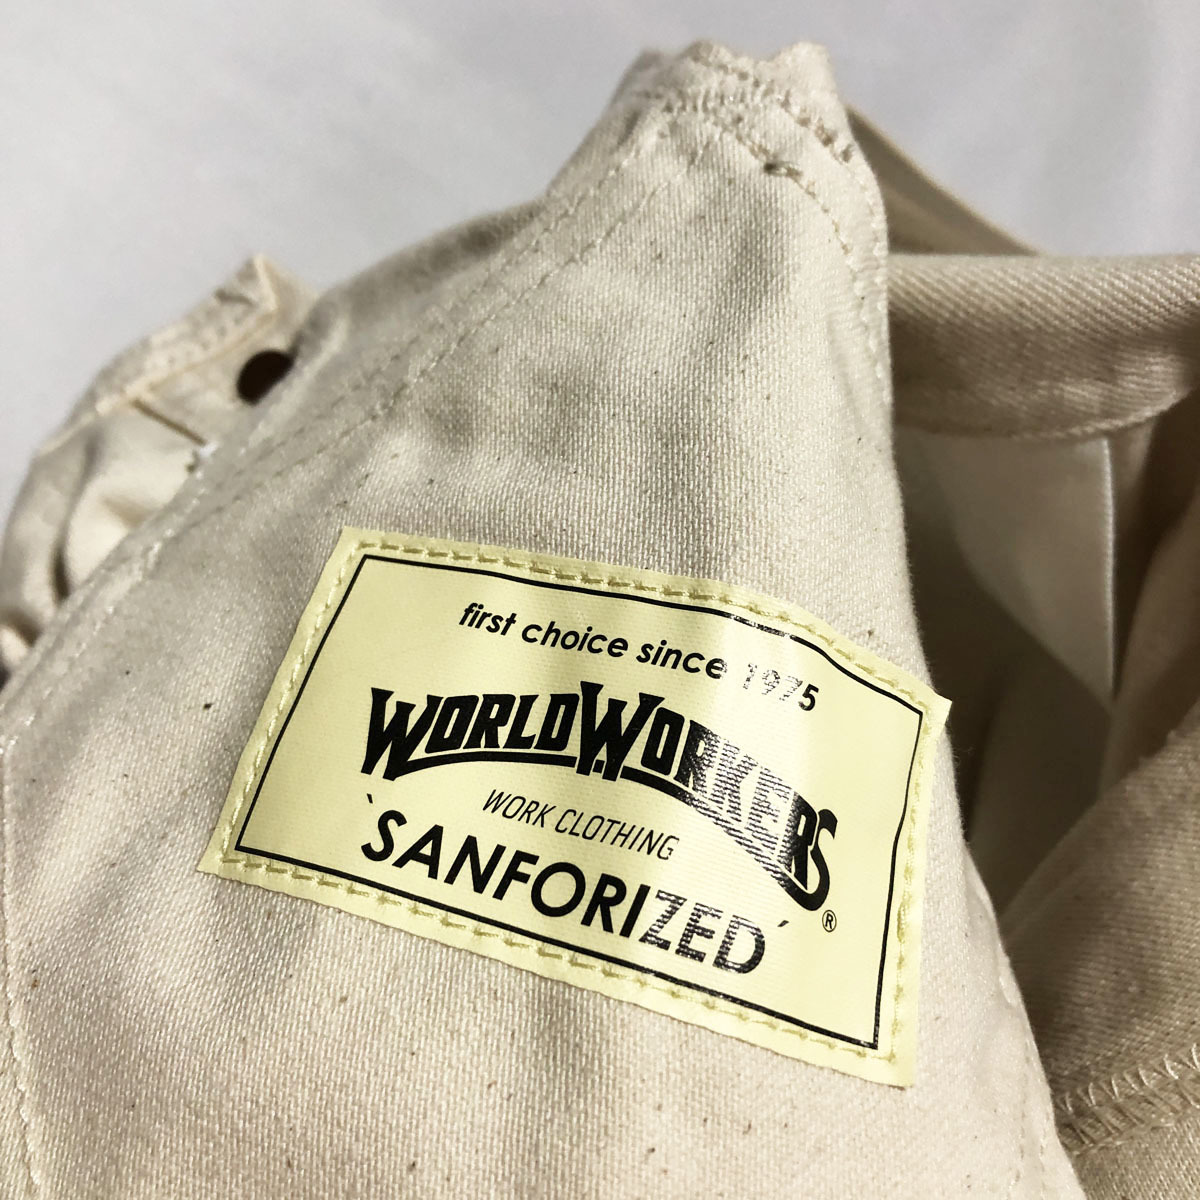 first choice since 1975
WORLD WORKERS
WORK CLOTHING
`SANFORIZED´
®